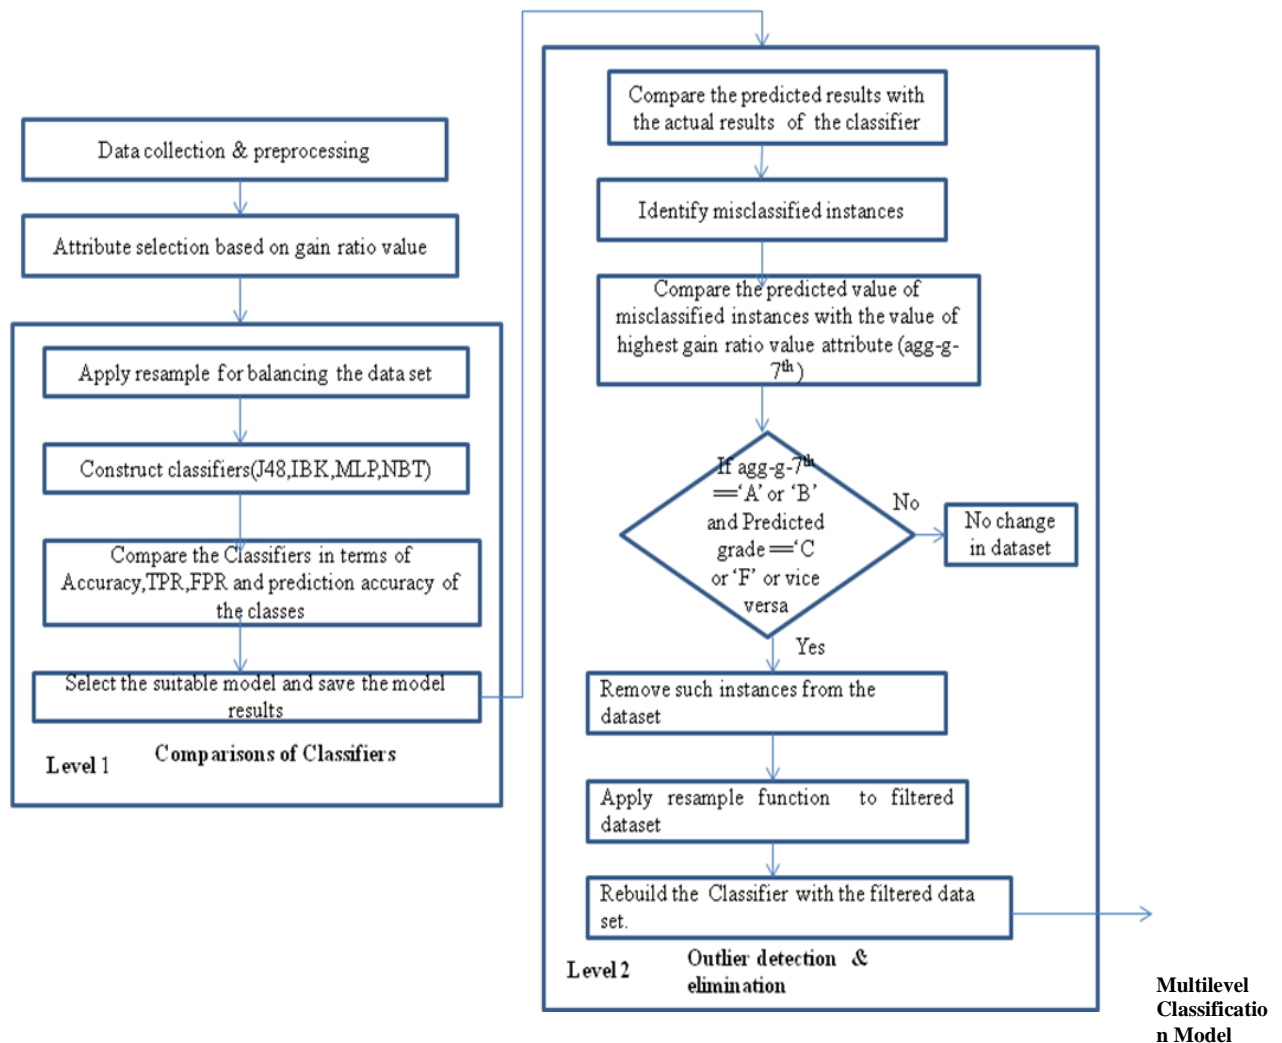 Data collection & preprocessing
Attribute selection based on gain ratio value
Apply resample for balancing the data set
Construct classifiers(J48,IBK,MLP,NBT)
Compare the Classifiers in terms of
Accuracy,TPR,FPR and prediction accuracy of
the classes
Select the suitable model and save the model
results
Level 1
Comparisons of Classifiers
Compare the predicted results with
the actual results of the classifier
Identify misclassified instances
Compare the predicted value of
misclassified instances with the value of
highest gain ratio value attribute (agg-g-
7th)
If agg-g-7th
==‘A’ or ‘B’
and Predicted
grade ==‘C
or ‘F’ or vice
versa
No
No change
in dataset
Yes
Remove such instances from the
dataset
Apply resample function to filtered
dataset
Rebuild the Classifier with the filtered data
set.
Level 2
Outlier detection &
elimination
Multilevel
Classificatio
n Model